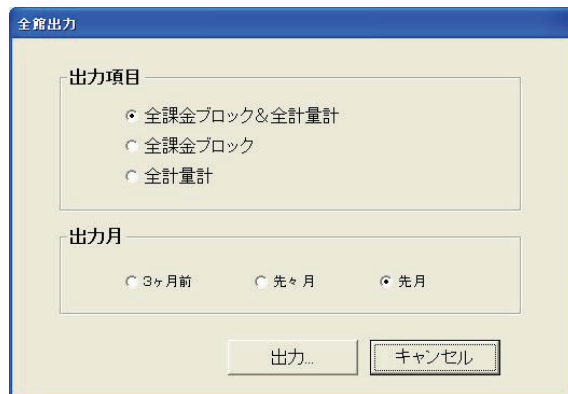 全館出力
出力項目
全課金ブロック&全計量計
全課金ブロック
全計量計
出力月
3ヶ月前 先々月 先月
出力... キャンセル